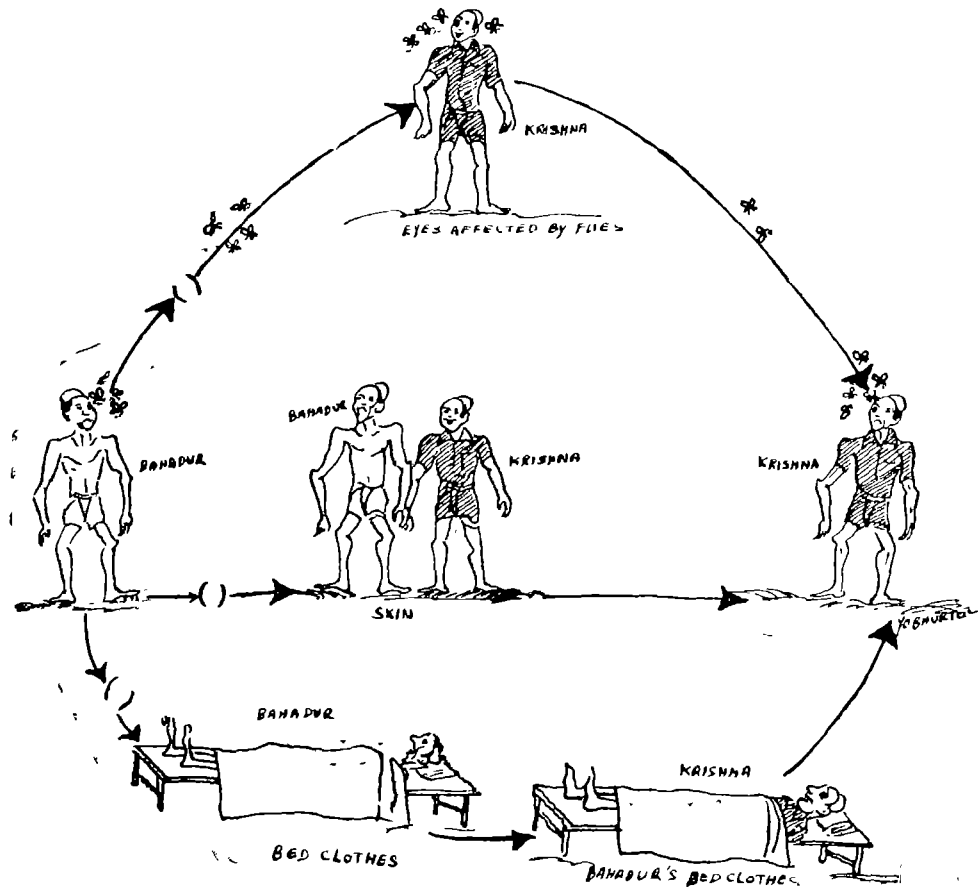 KRISHNA
EYES AFFECTED BY FLIES
BAHADUR
BAHADUR
KRISHNA
KRISHNA
SKIN
BAHADUR
KRISHNA
BED CLOTHES
BAHADUR'S BED CLOTHES